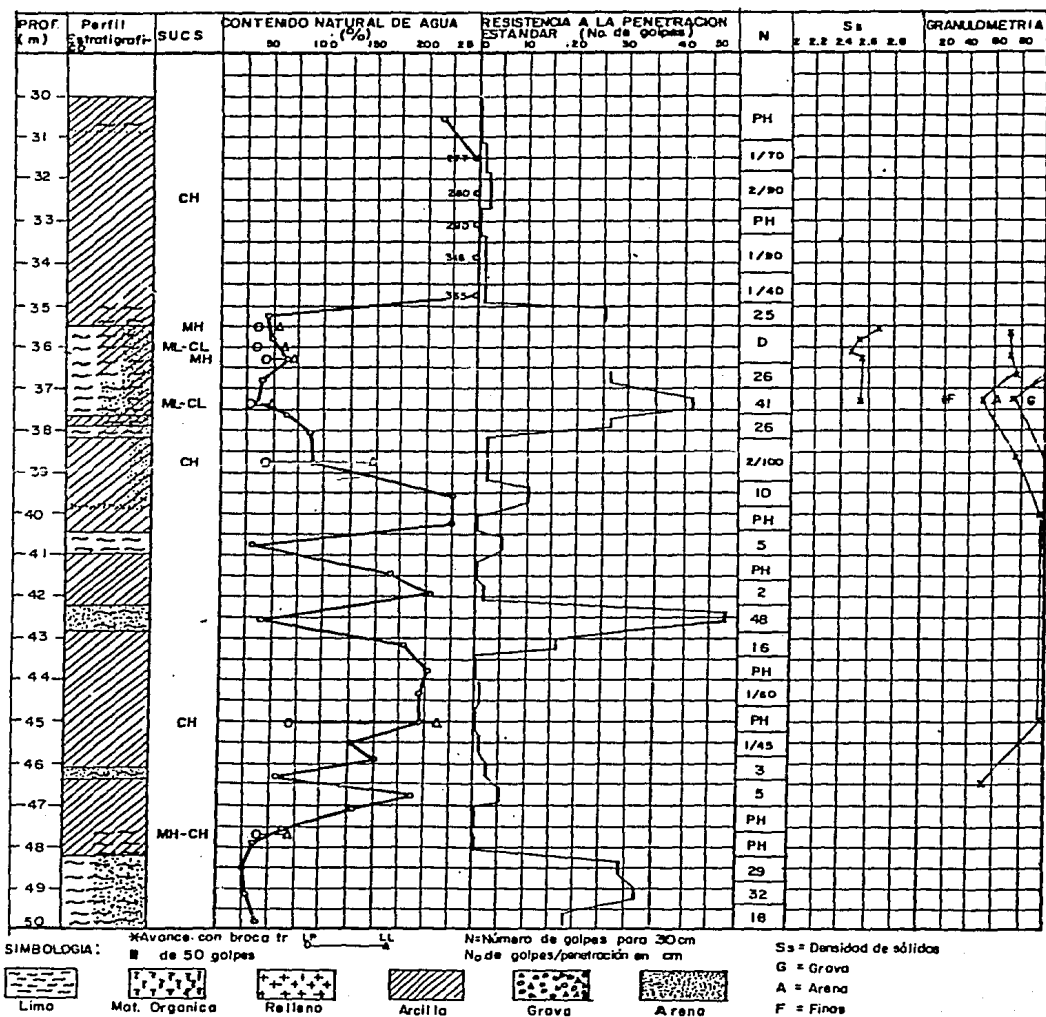 PROF. (m)
Perfil Estratigrafi-co
SUCS
CONTENIDO NATURAL DE AGUA (%)
50 100 150 200 25
RESISTENCIA A LA PENETRACION ESTANDAR (No. de golpes)
0 10 20 30 40 50
N
Ss
2 2.2 2.4 2.6 2.8
GRANULOMETRIA
20 40 60 80
30
PH
31
1/70
32
280
2/90
CH
33
290
PH
34
1/90
1/40
35
25
MH
36
ML-CL
D
MH
26
37
ML-CL
41
F A G
38
26
CH
2/100
39
10
40
PH
41
5
PH
42
2
48
43
16
PH
44
1/60
45
CH
PH
1/45
46
3
5
47
PH
MH-CH
48
PH
29
49
32
50
SIMBOLOGIA:
*Avance con broca tr
LP LL
N=Número de golpes para 30cm
Ss = Densidad de sólidos
de 50 golpes
No de golpes/penetración en cm
G = Grava
A = Arena
F = Finos
Limo
Mat. Organica
Relleno
Arcilla
Grava
Arena